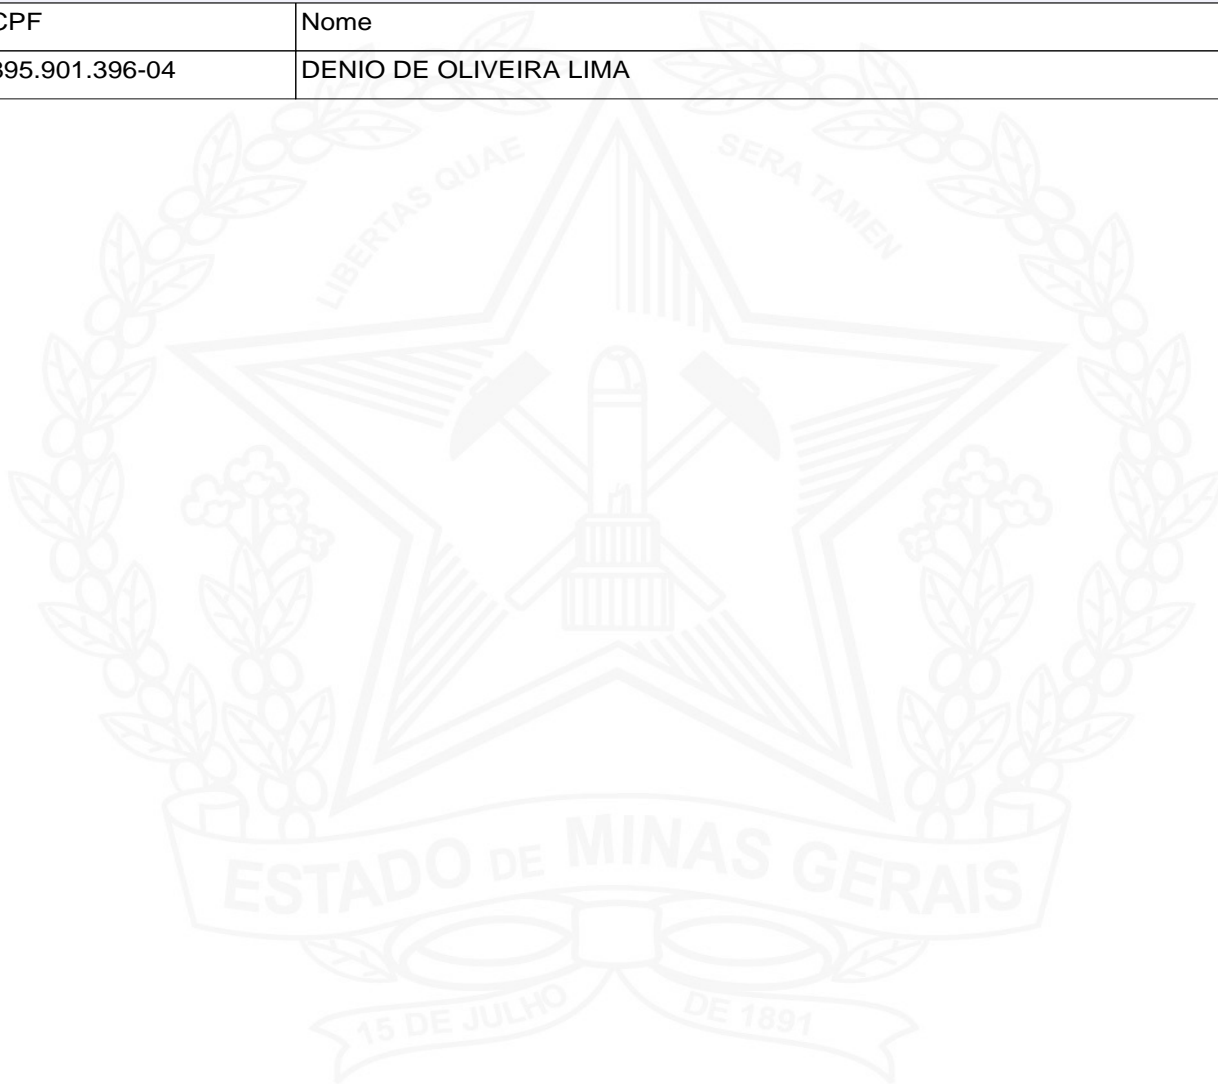 CPF Nome
895.901.396-04 DENIO DE OLIVEIRA LIMA
LIBERTAS QUAE SERA TAMEN
ESTADO DE MINAS GERAIS
15 DE JULHO DE 1891